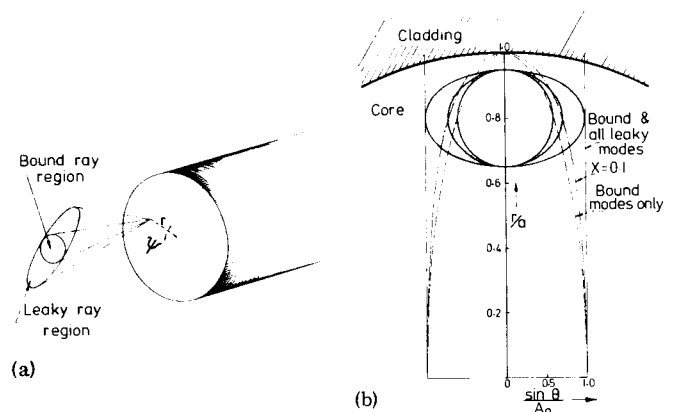 Bound ray
region
r
ψ
Leaky ray
region
(a)
Cladding
1.0
Core
0.8
Bound &
all leaky
modes
X=0.1
0.6
Bound
modes only
r/a
0.4
0.2
0
0.5
1.0
sin θ
(b)